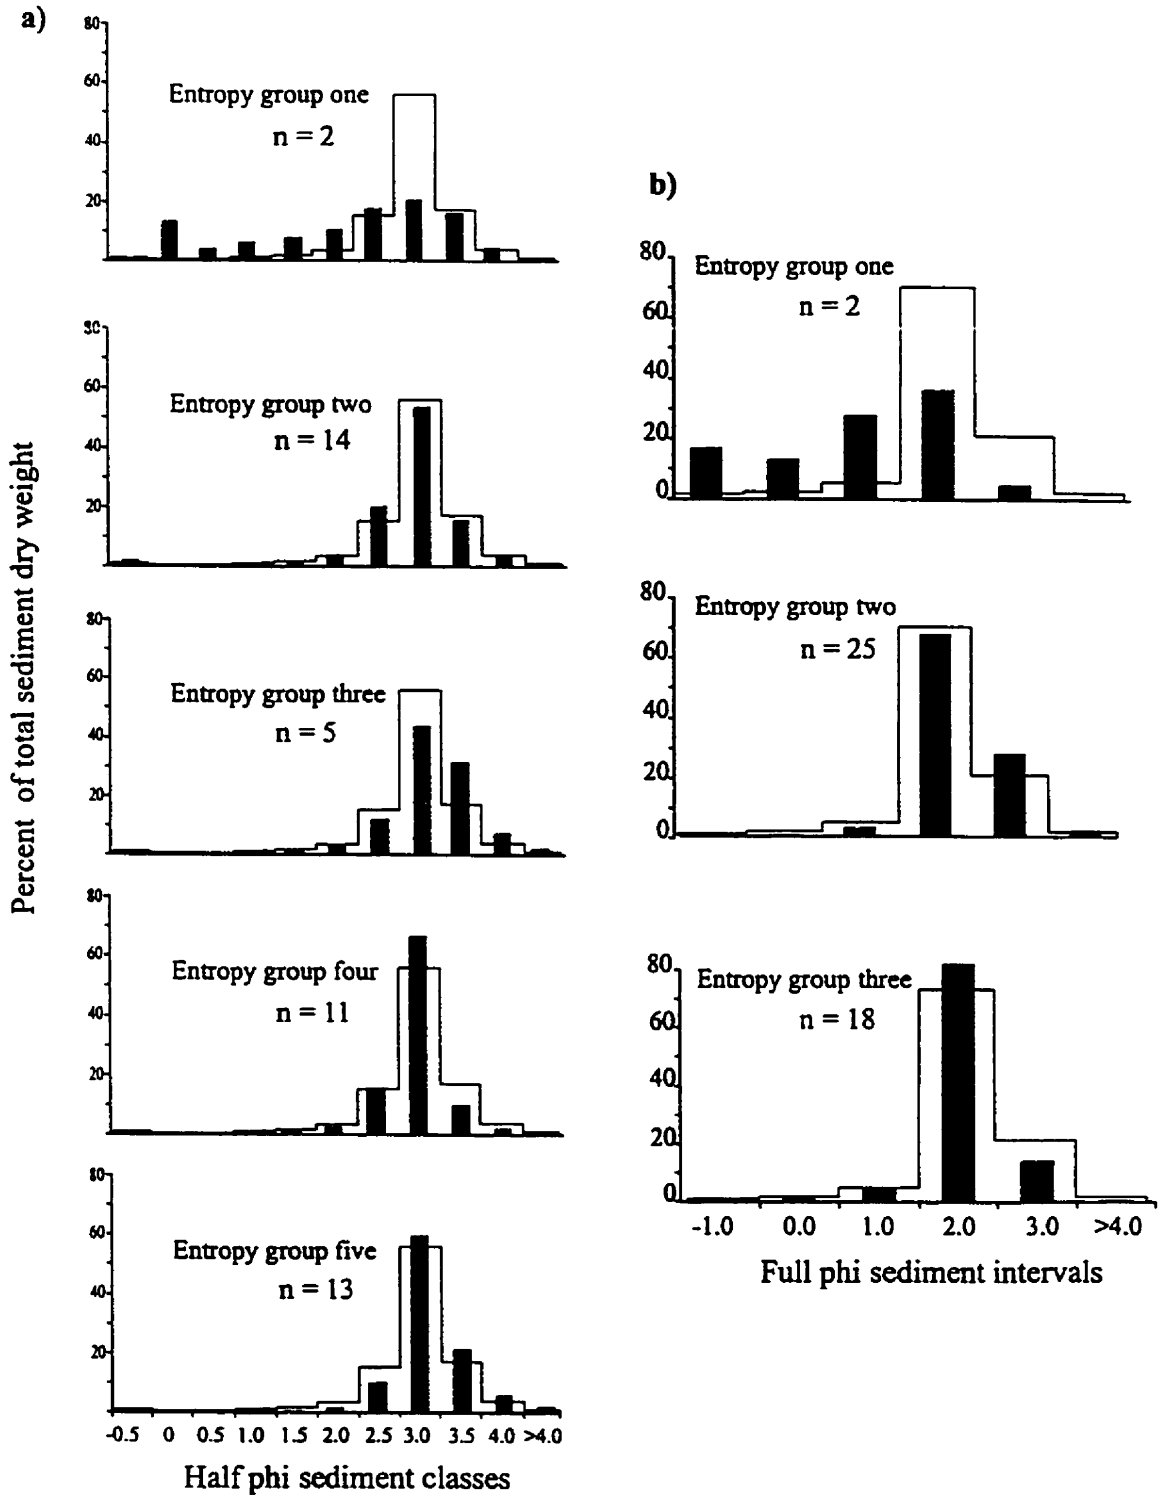 a)
80
60
40
20
Entropy group one
n = 2
80
60
40
20
Entropy group two
n = 14
80
60
40
20
Entropy group three
n = 5
80
60
40
20
Entropy group four
n = 11
80
60
40
20
Entropy group five
n = 13
-0.5 0 0.5 1.0 1.5 2.0 2.5 3.0 3.5 4.0 >4.0
Half phi sediment classes
Percent of total sediment dry weight
b)
80
60
40
20
0
Entropy group one
n = 2
80
60
40
20
0
Entropy group two
n = 25
80
60
40
20
0
Entropy group three
n = 18
-1.0 0.0 1.0 2.0 3.0 >4.0
Full phi sediment intervals